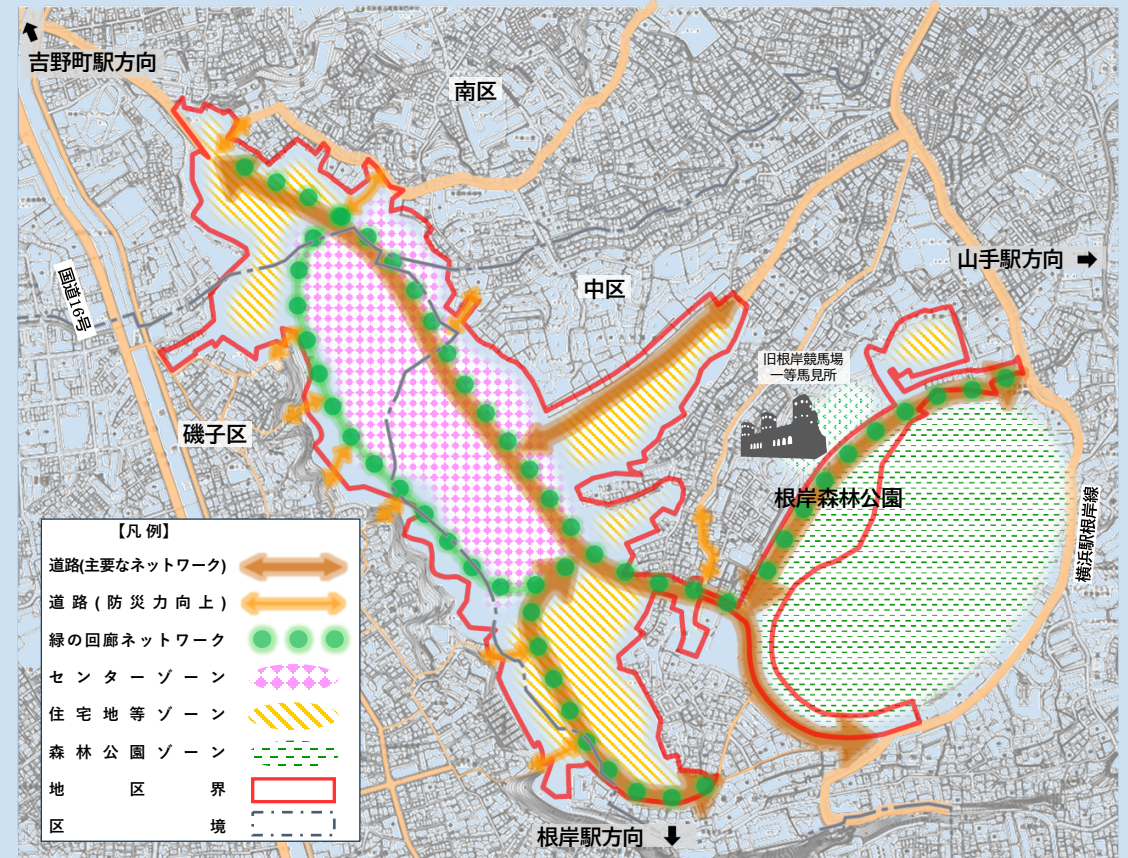 吉野町駅方向
南区
国道16号
中区
山手駅方向
旧根岸競馬場
一等馬見所
磯子区
根岸森林公園
横浜駅根岸線
【凡例】
道路(主要なネットワーク)
道路(防災力向上)
緑の回廊ネットワーク
センターゾーン
住宅地等ゾーン
森林公園ゾーン
地区界
区境
根岸駅方向